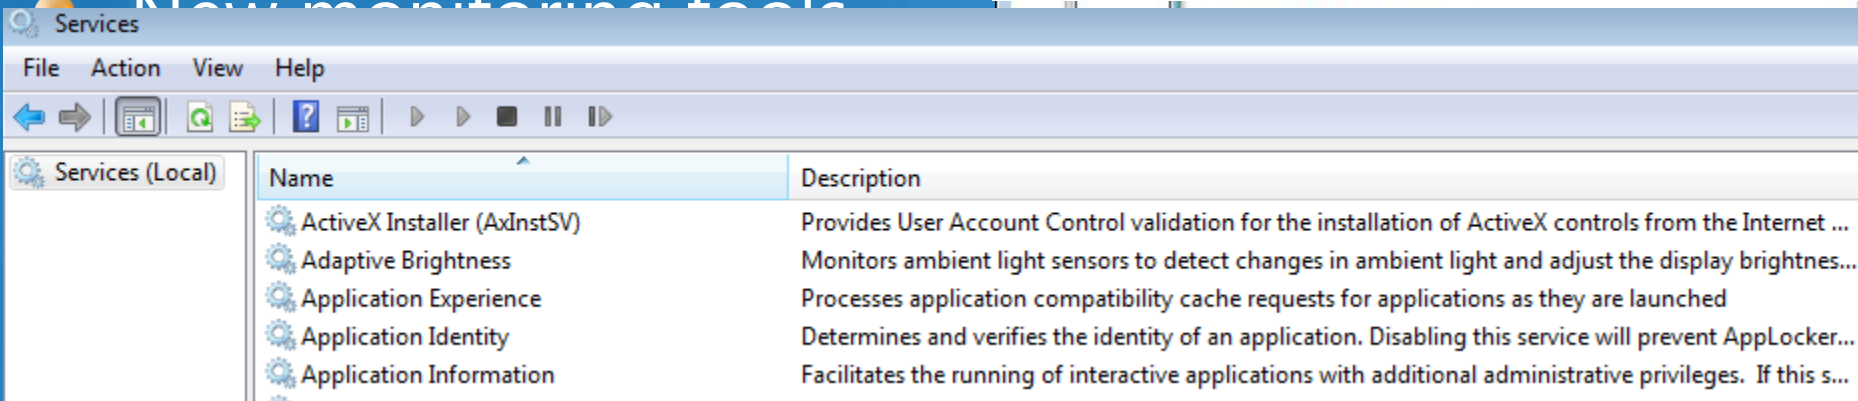 New monitoring tools
Services
File Action View Help
Services (Local)
Name Description
ActiveX Installer (AxInstSV) Provides User Account Control validation for the installation of ActiveX controls from the Internet ...
Adaptive Brightness Monitors ambient light sensors to detect changes in ambient light and adjust the display brightnes...
Application Experience Processes application compatibility cache requests for applications as they are launched
Application Identity Determines and verifies the identity of an application. Disabling this service will prevent AppLocker...
Application Information Facilitates the running of interactive applications with additional administrative privileges. If this s...